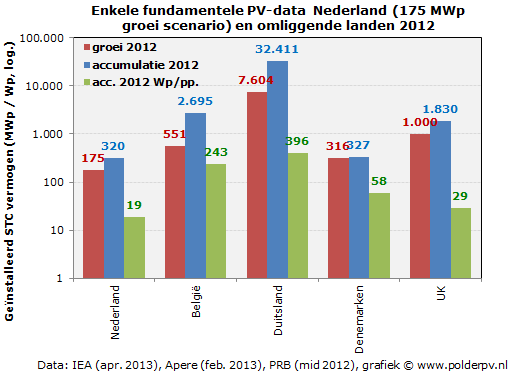 Enkele fundamentele PV-data Nederland (175 MWp
groei scenario) en omliggende landen 2012
Geïnstalleerd STC vermogen (MWp / Wp, log.)
100.000
10.000
1.000
100
10
1
groei 2012
accumulatie 2012
acc. 2012 Wp/pp.
175
320
19
551
2.695
243
7.604
32.411
396
316
327
58
1.000
1.830
29
Nederland
België
Duitsland
Denemarken
UK
Data: IEA (apr. 2013), Apere (feb. 2013), PRB (mid 2012), grafiek © www.polderpv.nl